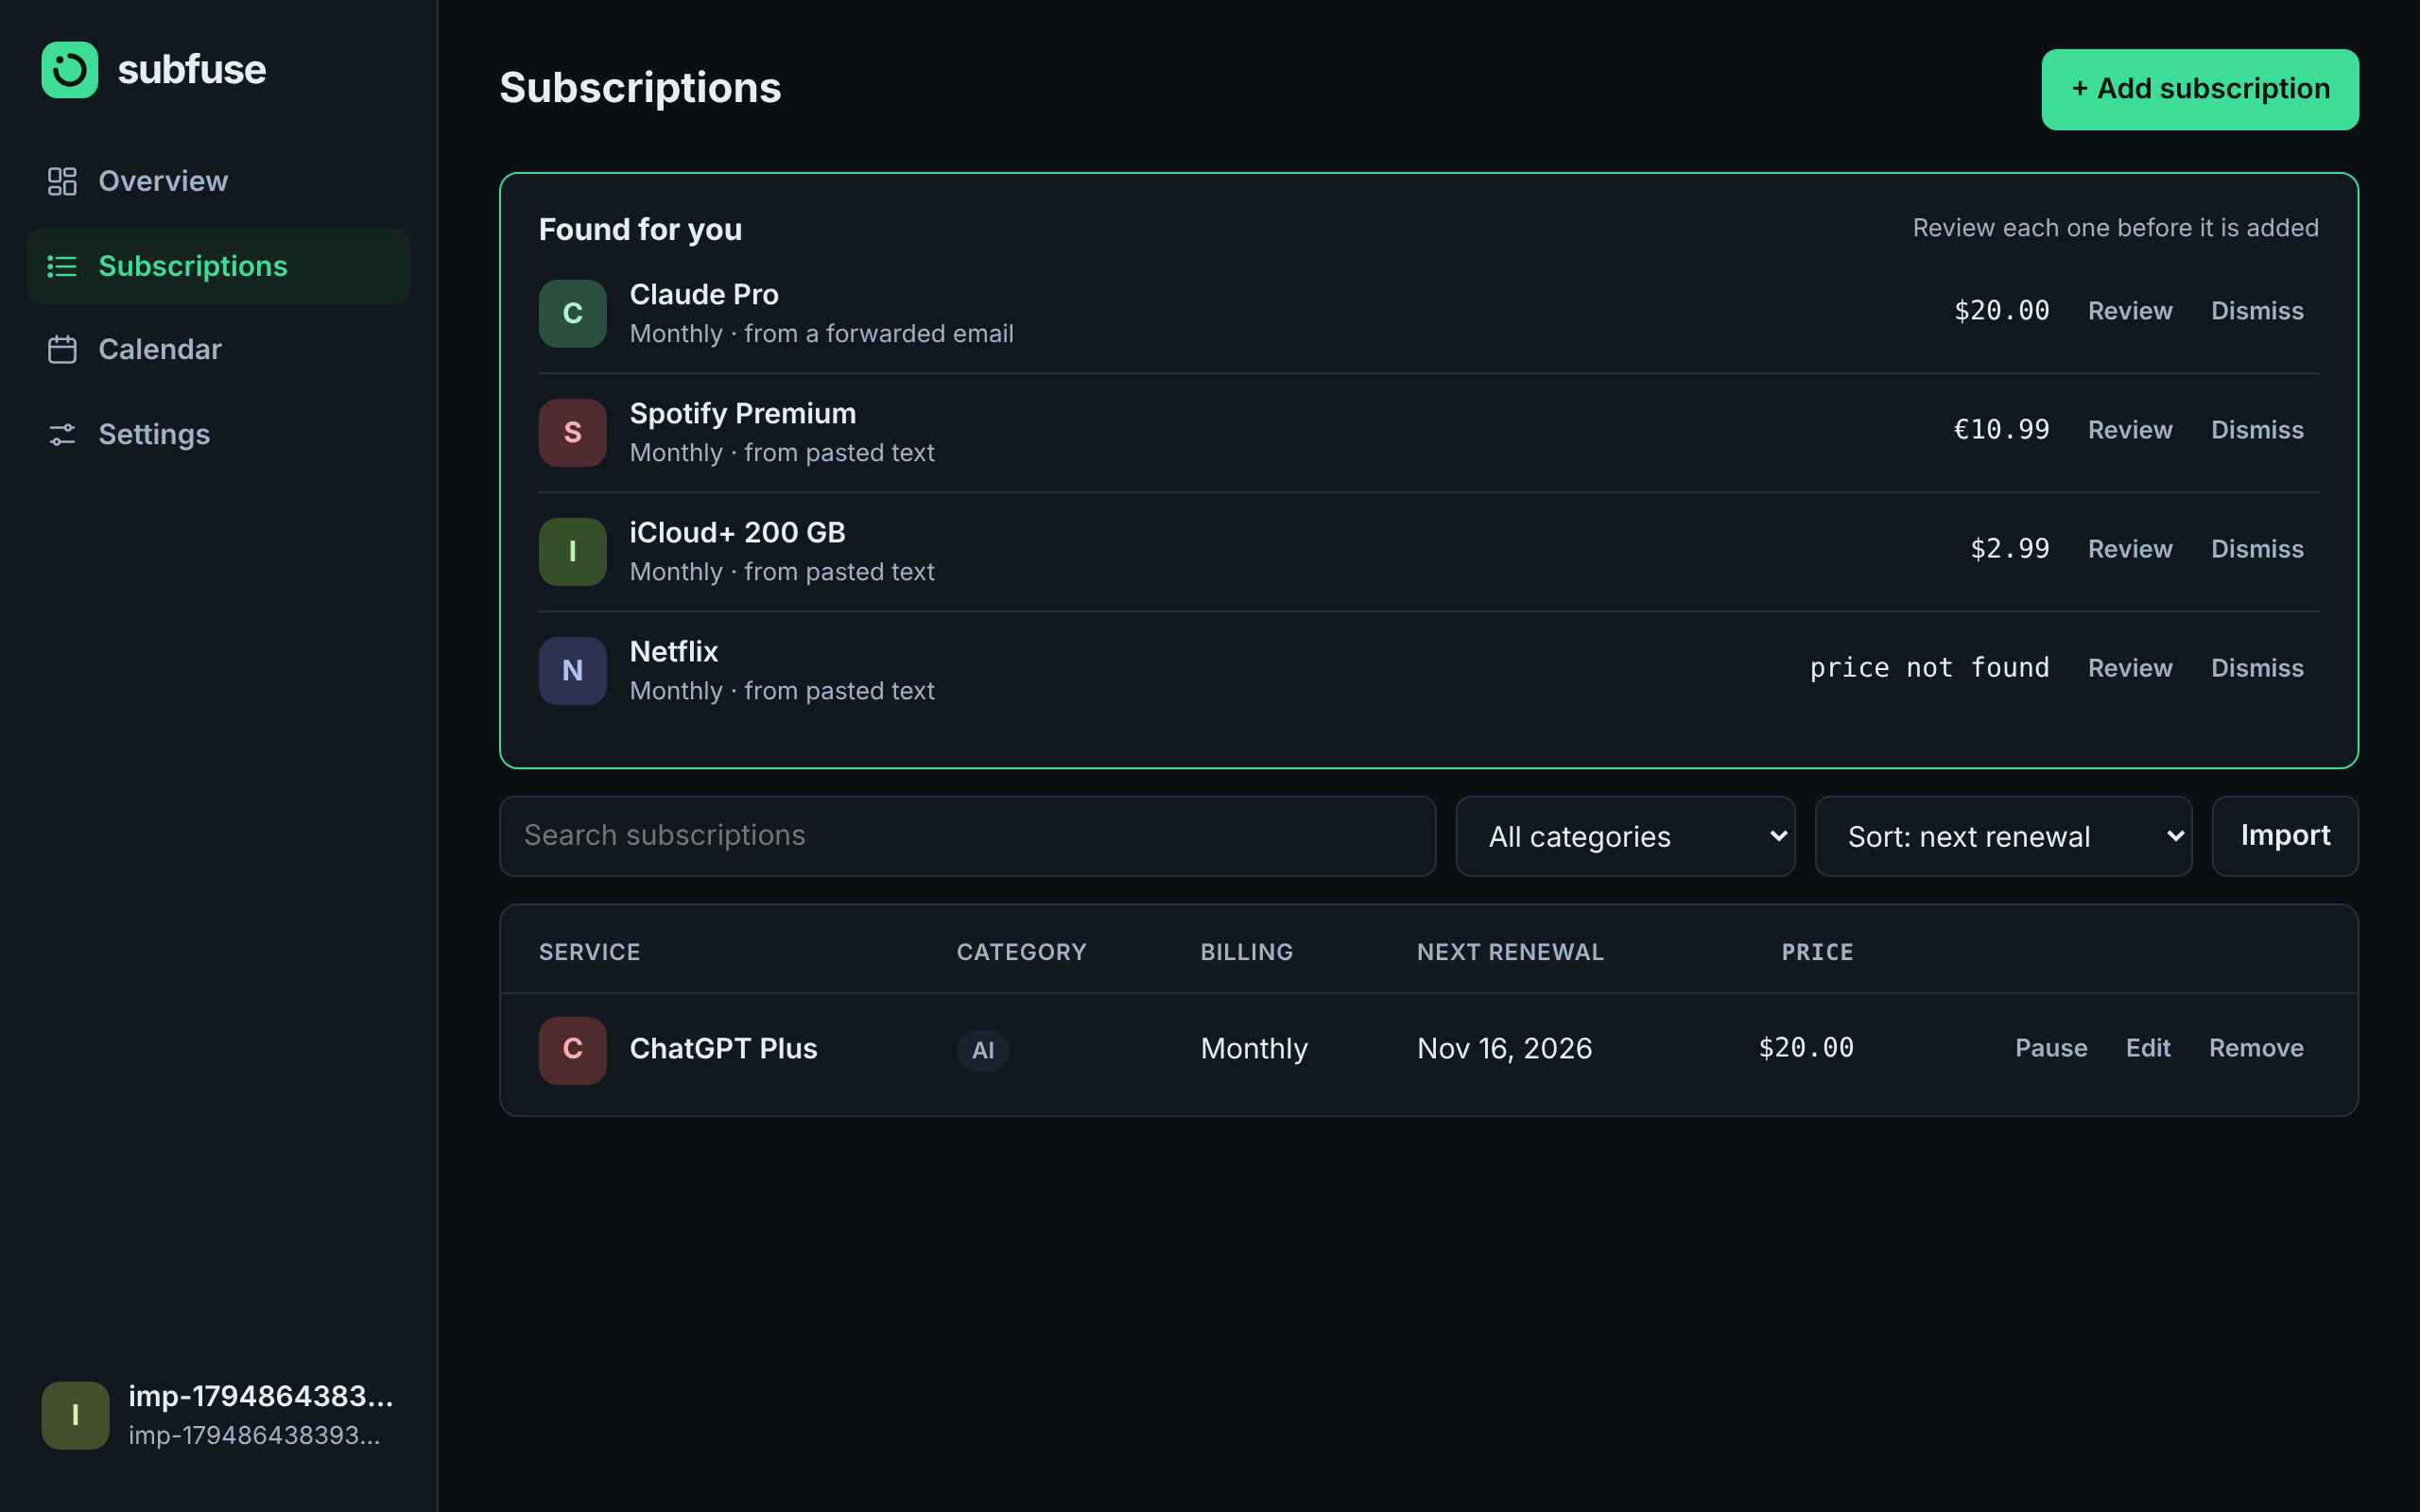 subfuse
Overview
Subscriptions
Calendar
Settings
I
imp-1794864383...
imp-179486438393...
Subscriptions
+ Add subscription
Found for you
Review each one before it is added
C
Claude Pro
Monthly · from a forwarded email
$20.00
Review
Dismiss
S
Spotify Premium
Monthly · from pasted text
€10.99
Review
Dismiss
I
iCloud+ 200 GB
Monthly · from pasted text
$2.99
Review
Dismiss
N
Netflix
Monthly · from pasted text
price not found
Review
Dismiss
Search subscriptions
All categories
Sort: next renewal
Import
SERVICE
CATEGORY
BILLING
NEXT RENEWAL
PRICE
C
ChatGPT Plus
AI
Monthly
Nov 16, 2026
$20.00
Pause
Edit
Remove